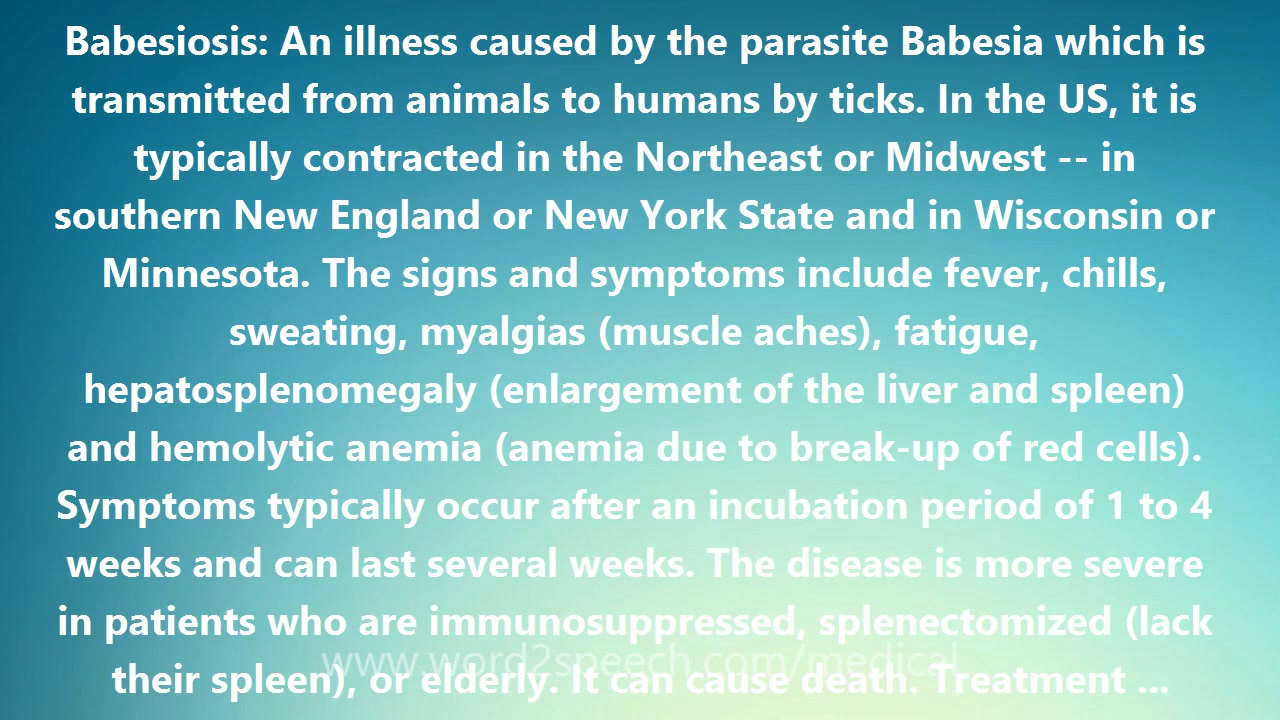 Babesiosis: An illness caused by the parasite Babesia which is
transmitted from animals to humans by ticks. In the US, it is
typically contracted in the Northeast or Midwest -- in
southern New England or New York State and in Wisconsin or
Minnesota. The signs and symptoms include fever, chills,
sweating, myalgias (muscle aches), fatigue,
hepatosplenomegaly (enlargement of the liver and spleen)
and hemolytic anemia (anemia due to break-up of red cells).
Symptoms typically occur after an incubation period of 1 to 4
weeks and can last several weeks. The disease is more severe
in patients who are immunosuppressed, splenectomized (lack
www.word2speech.com/medical
their spleen), or elderly. It can cause death. Treatment ...